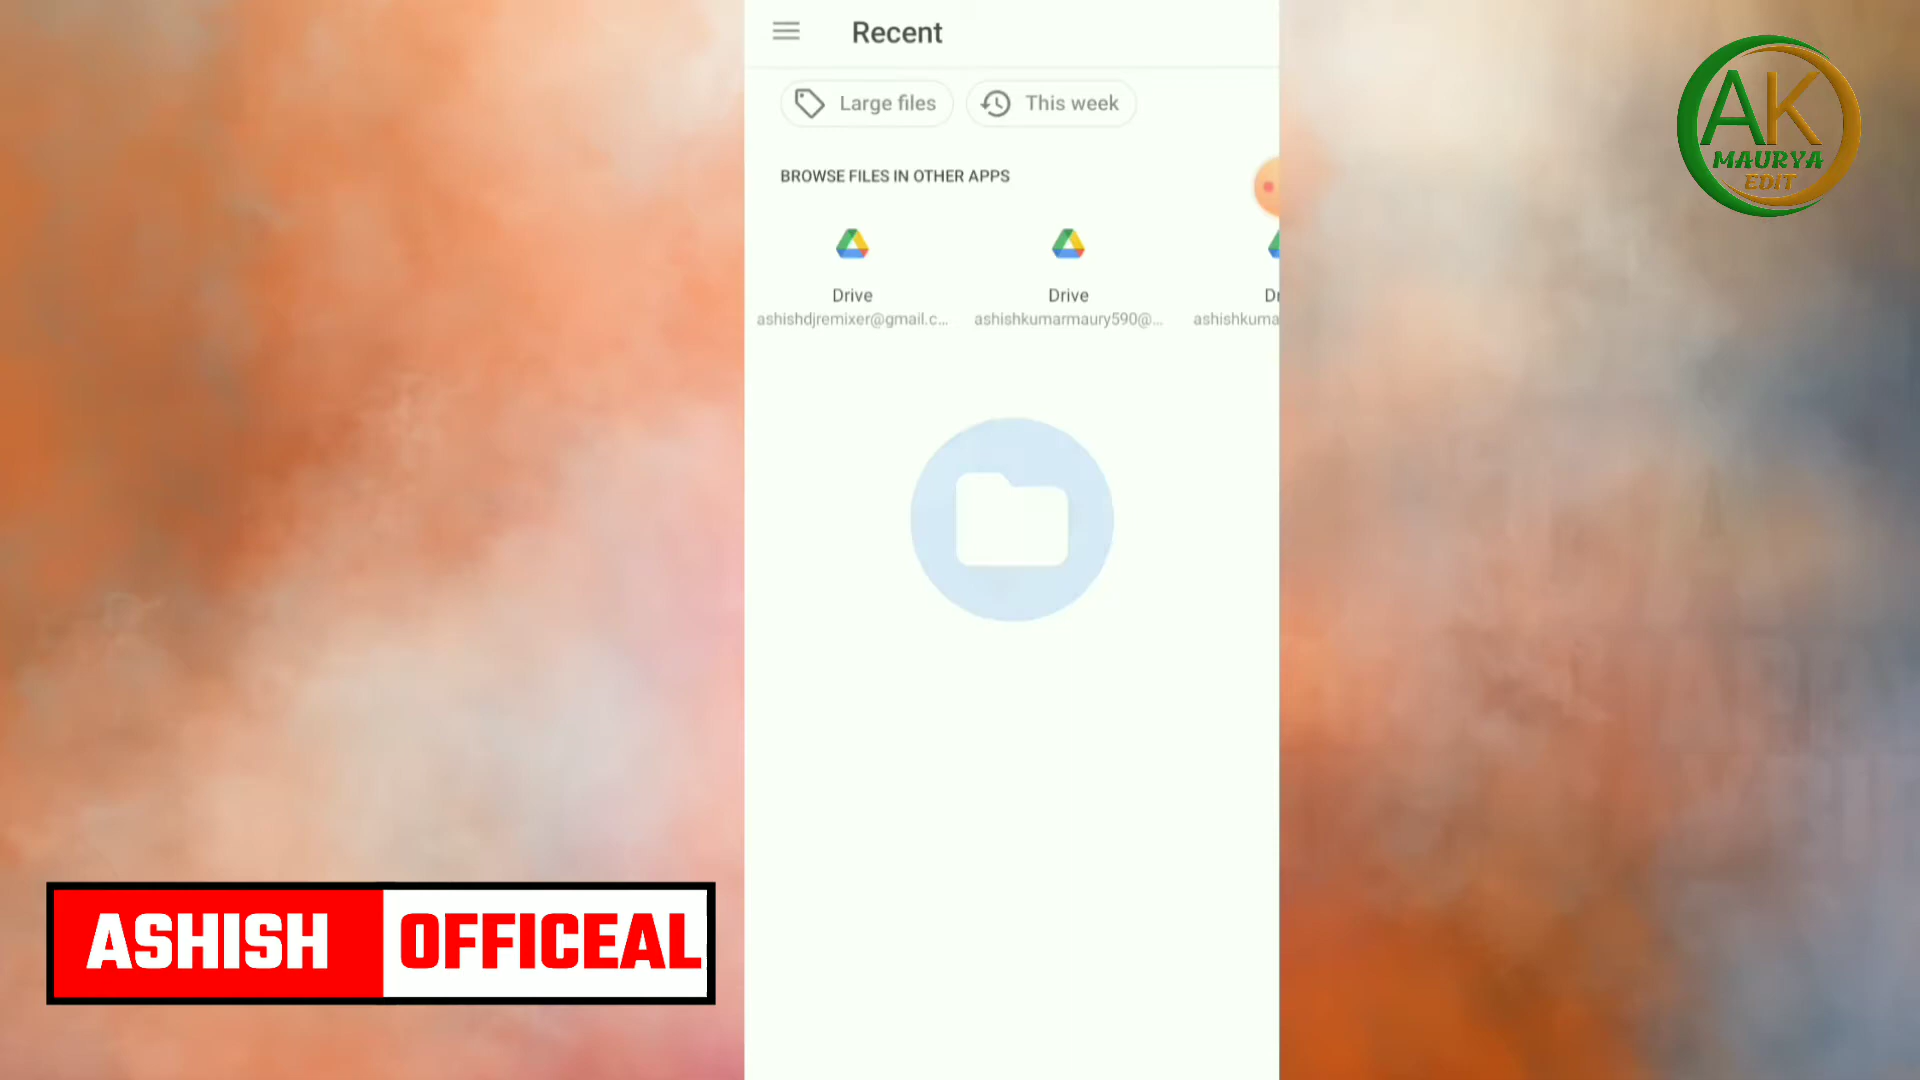 Recent
Large files
This week
BROWSE FILES IN OTHER APPS
Drive
Drive
ashishdjremixer@gmail.c...
ashishkumarmaury590@...
ashishkuma
AK
MAURYA
EDIT
ASHISH OFFICEAL